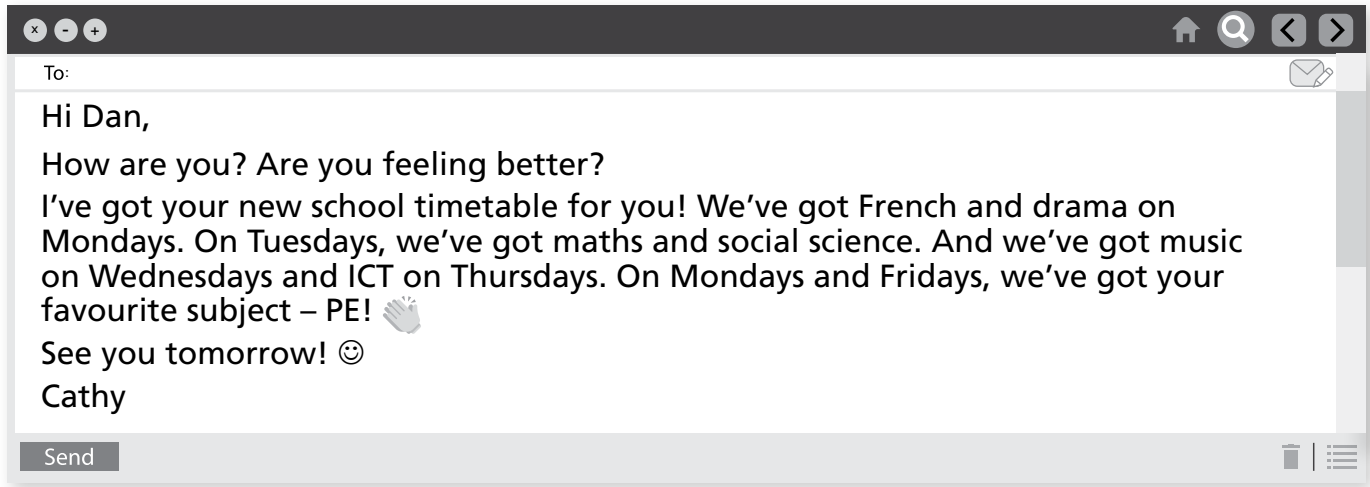 To:
Hi Dan,
How are you? Are you feeling better?
I’ve got your new school timetable for you! We’ve got French and drama on
Mondays. On Tuesdays, we’ve got maths and social science. And we’ve got music
on Wednesdays and ICT on Thursdays. On Mondays and Fridays, we’ve got your
favourite subject – PE! 👏
See you tomorrow! ☺
Cathy
Send